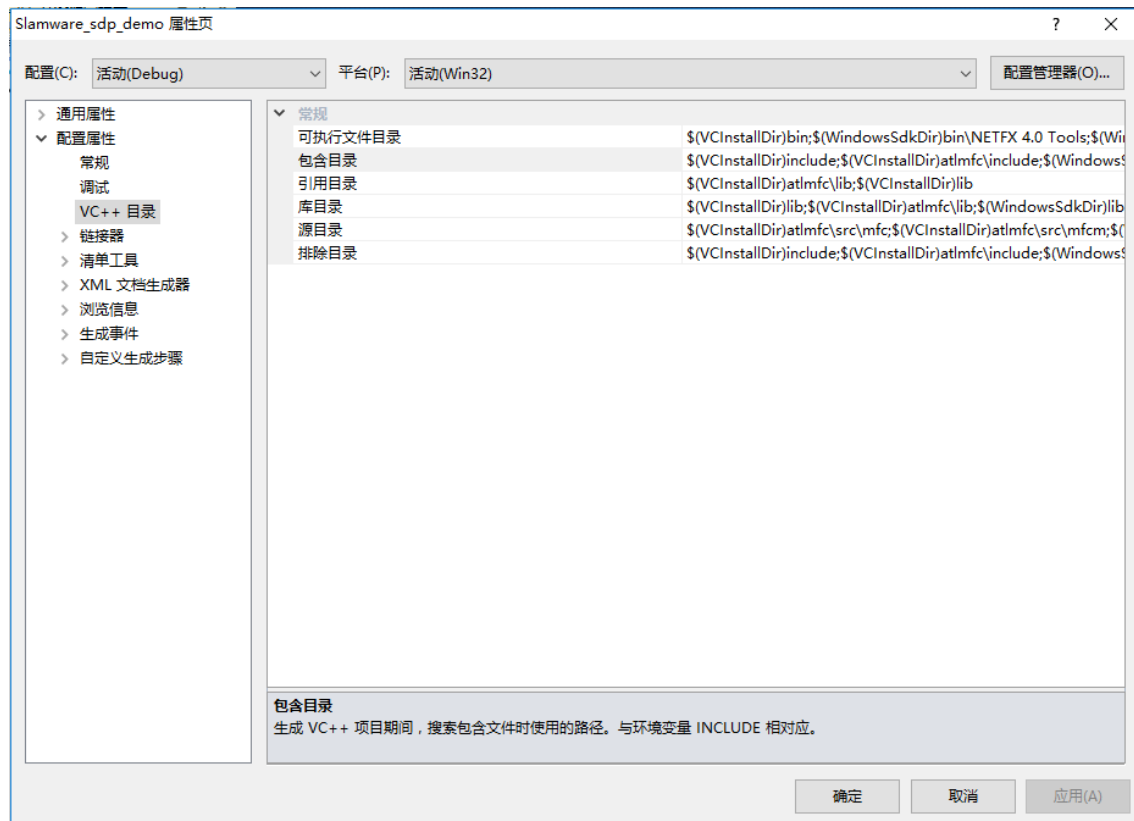 Slamware_sdp_demo 属性页
?
配置(C):
活动(Debug)
平台(P):
活动(Win32)
配置管理器(O)...
通用属性
配置属性
常规
调试
VC++ 目录
链接器
清单工具
XML 文档生成器
浏览信息
生成事件
自定义生成步骤
常规
可执行文件目录 $(VCInstallDir)bin;$(WindowsSdkDir)bin\NETFX 4.0 Tools;$(Wi
包含目录 $(VCInstallDir)include;$(VCInstallDir)atlmfc\include;$(Windows
引用目录 $(VCInstallDir)atlmfc\lib;$(VCInstallDir)lib
库目录 $(VCInstallDir)lib;$(VCInstallDir)atlmfc\lib;$(WindowsSdkDir)lib
源目录 $(VCInstallDir)atlmfc\src\mfc;$(VCInstallDir)atlmfc\src\mfcm;$(
排除目录 $(VCInstallDir)include;$(VCInstallDir)atlmfc\include;$(Windows
包含目录
生成 VC++ 项目期间，搜索包含文件时使用的路径。与环境变量 INCLUDE 相对应。
确定
取消
应用(A)